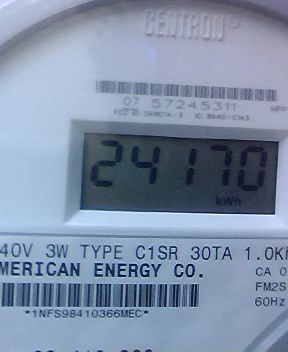 CENTRON®
07 57245311
24170
kWh
40V 3W TYPE C1SR 30TA 1.0K
MERICAN ENERGY CO.
CA 0
FM2S
60Hz
*1NFS98410366MEC*